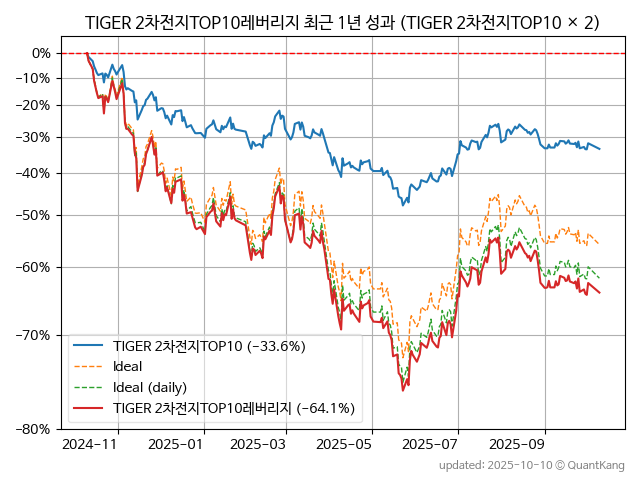 TIGER 2차전지TOP10레버리지 최근 1년 성과 (TIGER 2차전지TOP10 × 2)
0%
−10%
−20%
−30%
−40%
−50%
−60%
−70%
−80%
TIGER 2차전지TOP10 (−33.6%)
Ideal
Ideal (daily)
TIGER 2차전지TOP10레버리지 (−64.1%)
2024-11 2025-01 2025-03 2025-05 2025-07 2025-09
updated: 2025-10-10 © QuantKang